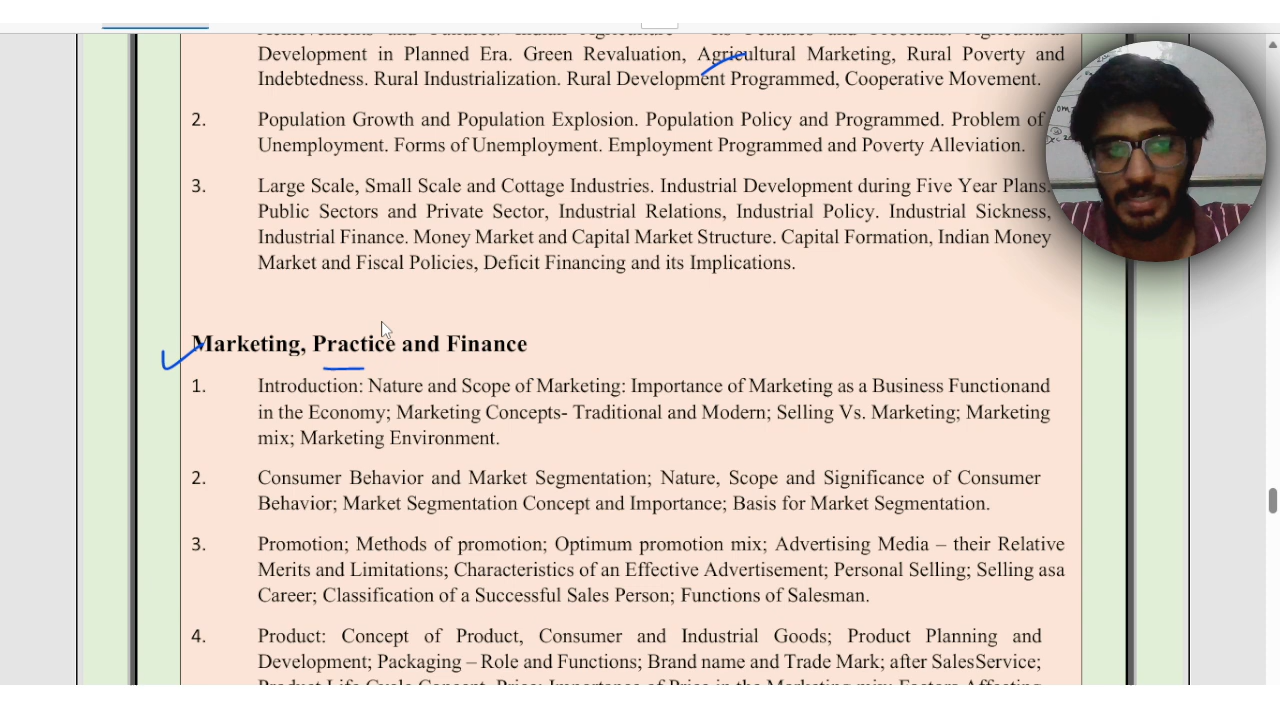 Development in Planned Era. Green Revaluation, Agricultural Marketing, Rural Poverty and
Indebtedness. Rural Industrialization. Rural Development Programmed, Cooperative Movement.
2. Population Growth and Population Explosion. Population Policy and Programmed. Problem of
Unemployment. Forms of Unemployment. Employment Programmed and Poverty Alleviation.
3. Large Scale, Small Scale and Cottage Industries. Industrial Development during Five Year Plans.
Public Sectors and Private Sector, Industrial Relations, Industrial Policy. Industrial Sickness,
Industrial Finance. Money Market and Capital Market Structure. Capital Formation, Indian Money
Market and Fiscal Policies, Deficit Financing and its Implications.
Marketing, Practice and Finance
1. Introduction: Nature and Scope of Marketing: Importance of Marketing as a Business Functionand
in the Economy; Marketing Concepts- Traditional and Modern; Selling Vs. Marketing; Marketing
mix; Marketing Environment.
2. Consumer Behavior and Market Segmentation; Nature, Scope and Significance of Consumer
Behavior; Market Segmentation Concept and Importance; Basis for Market Segmentation.
3. Promotion; Methods of promotion; Optimum promotion mix; Advertising Media – their Relative
Merits and Limitations; Characteristics of an Effective Advertisement; Personal Selling; Selling asa
Career; Classification of a Successful Sales Person; Functions of Salesman.
4. Product: Concept of Product, Consumer and Industrial Goods; Product Planning and
Development; Packaging – Role and Functions; Brand name and Trade Mark; after SalesService;